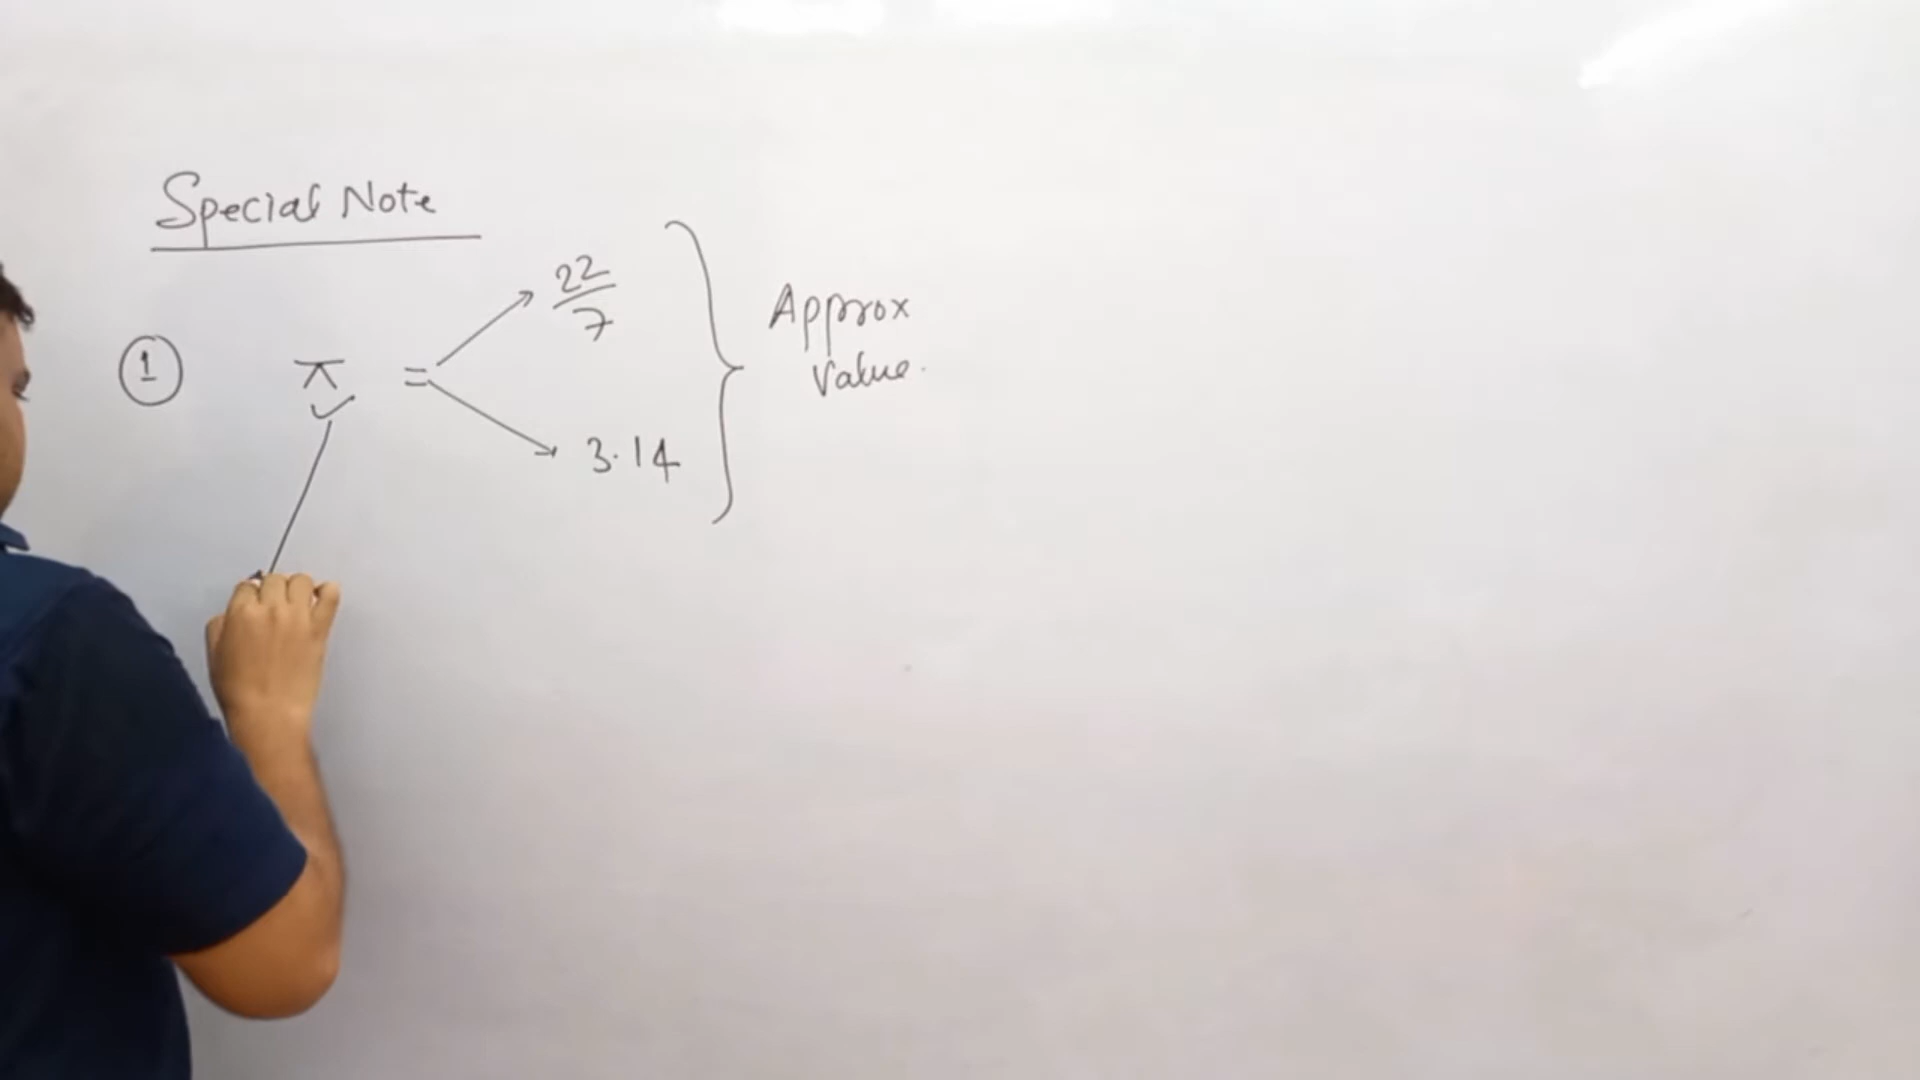 Special Note
① π = 22/7
3.14
Approx
Value.